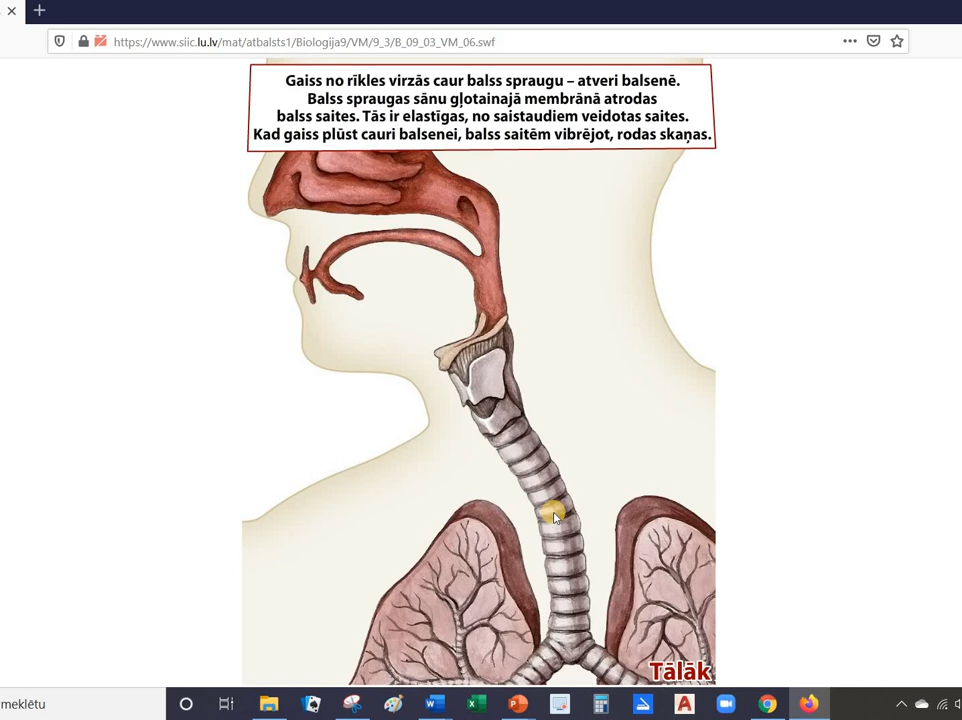 https://www.siic.lu.lv/mat/atbalsts1/Biologija9/VM/9_3/B_09_03_VM_06.swf
Gaiss no rīkles virzās caur balss spraugu – atveri balsenē.
Balss spraugas sānu gļotainajā membrānā atrodas
balss saites. Tās ir elastīgas, no saistaudiem veidotas saites.
Kad gaiss plūst cauri balsenei, balss saitēm vibrējot, rodas skaņas.
Tālāk
meklētu